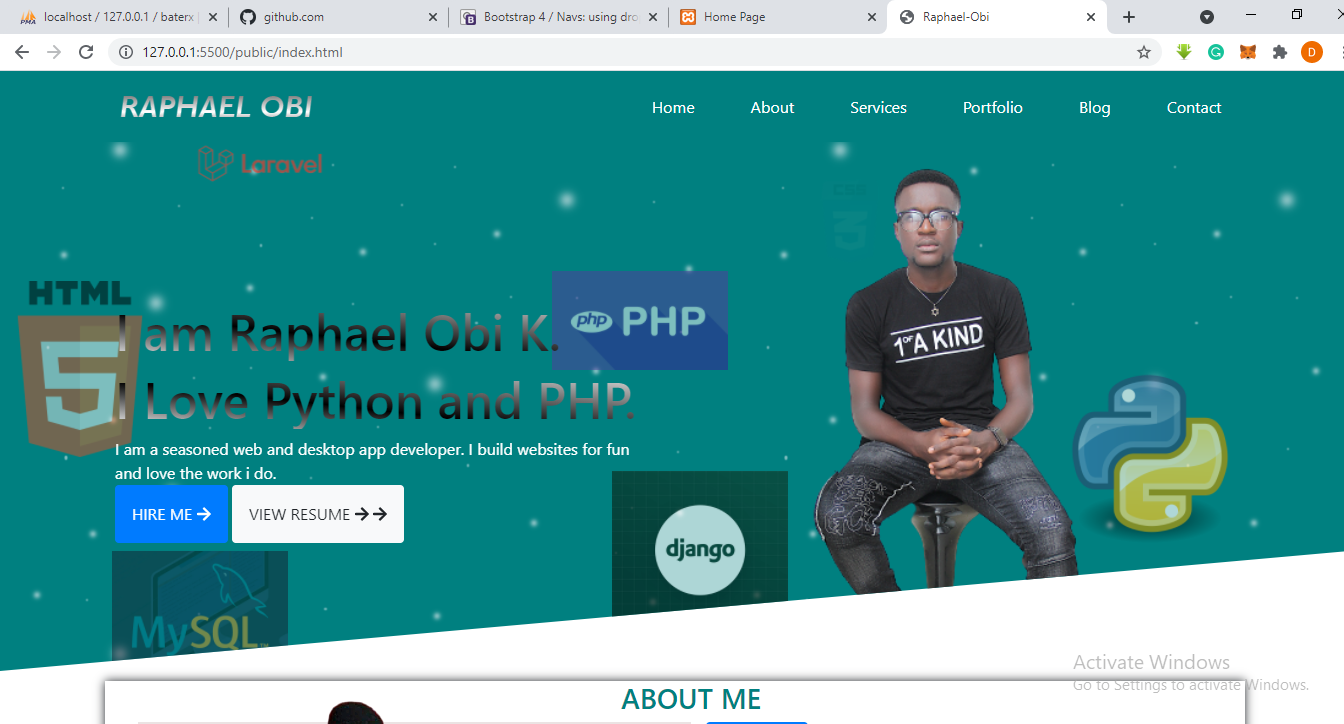 localhost / 127.0.0.1 / baterx
github.com
Bootstrap 4 / Navs: using dro
Home Page
Raphael-Obi
127.0.0.1:5500/public/index.html
D
RAPHAEL OBI
Home
About
Services
Portfolio
Blog
Contact
Laravel
CSS
HTML
5
php PHP
1 OF A KIND
I am Raphael Obi K.
I Love Python and PHP.
I am a seasoned web and desktop app developer. I build websites for fun
and love the work i do.
HIRE ME
VIEW RESUME
django
MySQL
Activate Windows
Go to Settings to activate Windows.
ABOUT ME